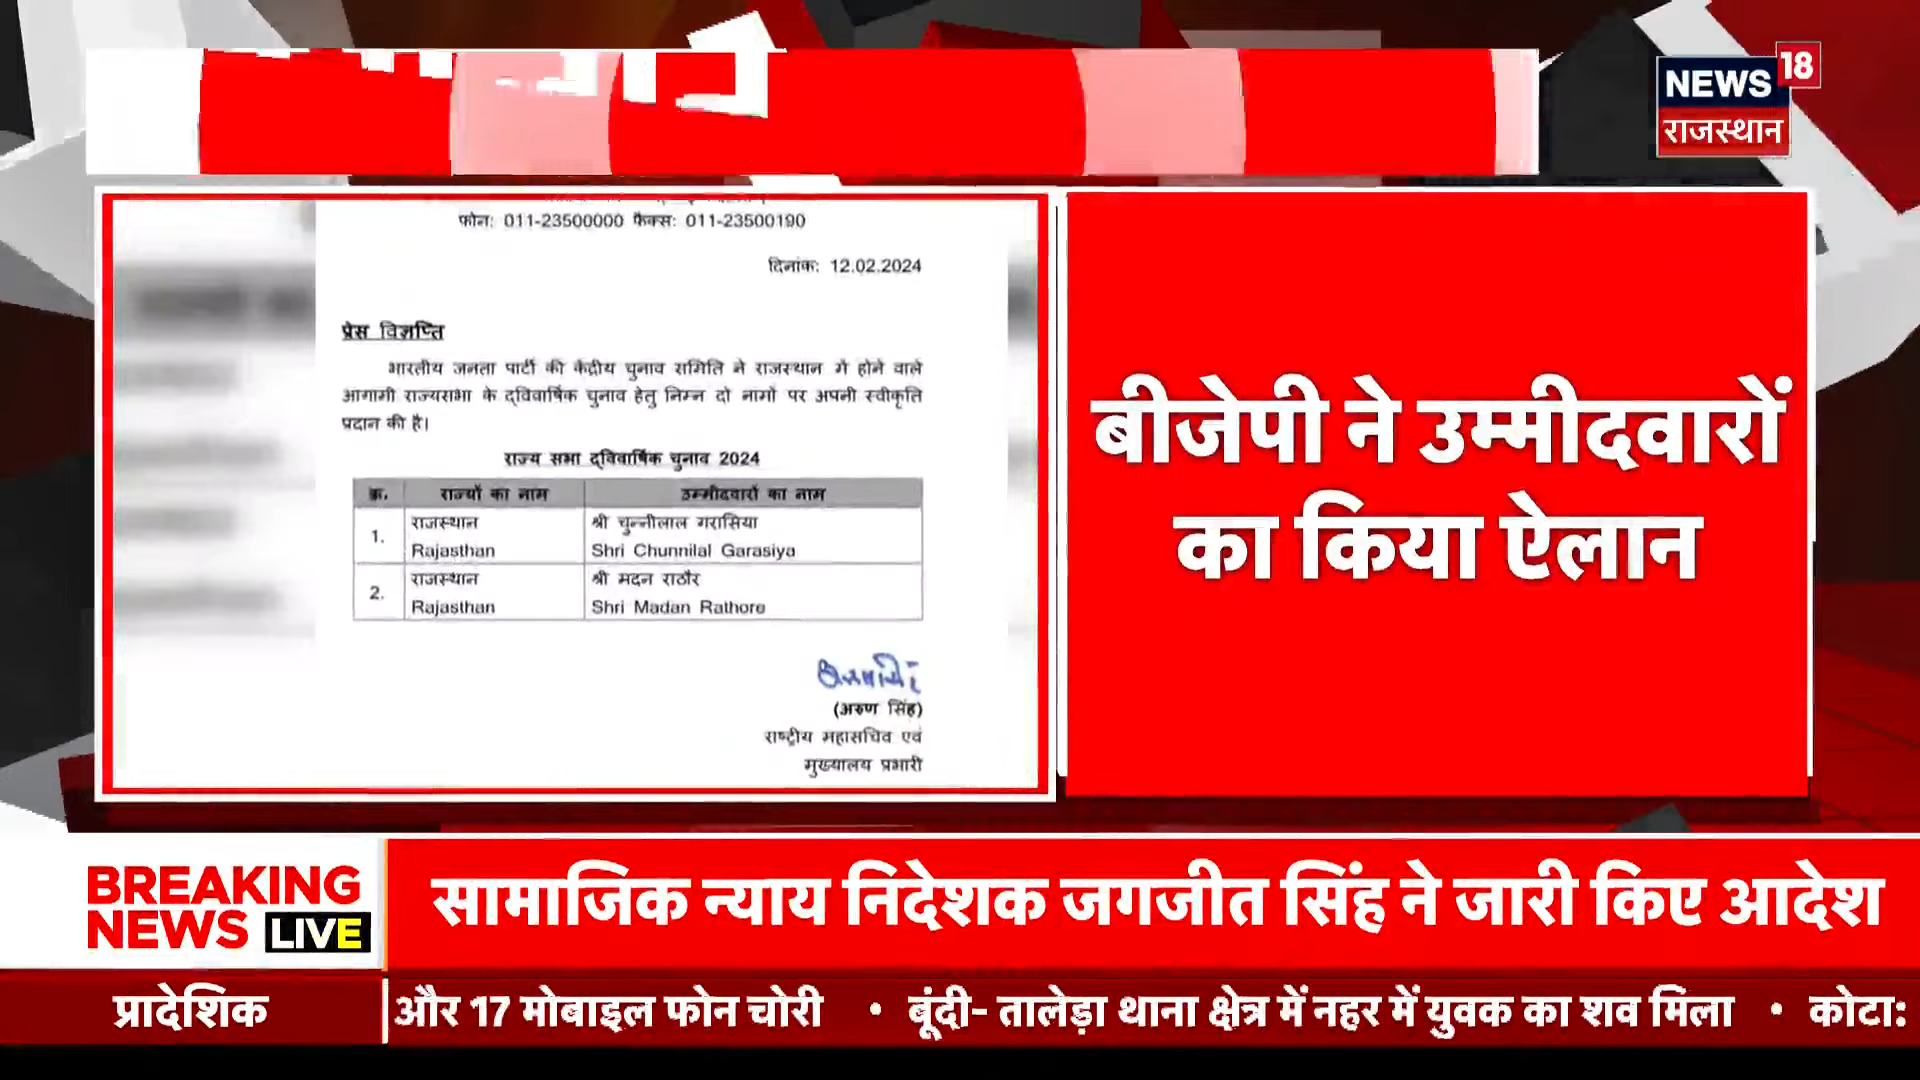 NEWS 18
राजस्थान
फोन: 011-23500000 फैक्स: 011-23500190
दिनांक: 12.02.2024
प्रेस विज्ञप्ति
भारतीय जनता पार्टी की केंद्रीय चुनाव समिति ने राजस्थान में होने वाले
आगामी राज्यसभा के द्विवार्षिक चुनाव हेतु निम्न दो नामों पर अपनी स्वीकृति
प्रदान की है।
राज्य सभा द्विवार्षिक चुनाव 2024
क्र. राज्यों का नाम उम्मीदवारों का नाम
1. राजस्थान श्री चुन्नीलाल गरासिया
Rajasthan Shri Chunnilal Garasiya
2. राजस्थान श्री मदन राठौर
Rajasthan Shri Madan Rathore
(अरुण सिंह)
राष्ट्रीय महासचिव एवं
मुख्यालय प्रभारी
बीजेपी ने उम्मीदवारों
का किया ऐलान
BREAKING
NEWS LIVE
सामाजिक न्याय निदेशक जगजीत सिंह ने जारी किए आदेश
प्रादेशिक
और 17 मोबाइल फोन चोरी • बूंदी- तालेड़ा थाना क्षेत्र में नहर में युवक का शव मिला • कोटा: